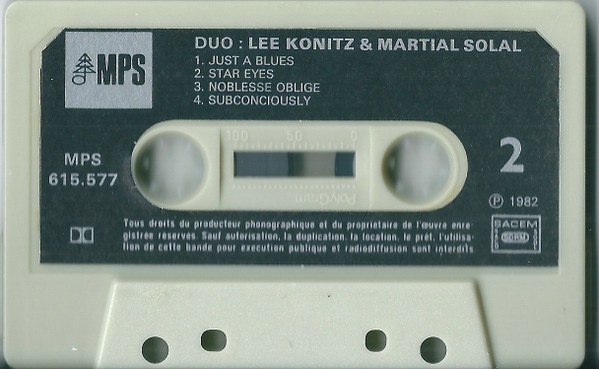 MPS
DUO : LEE KONITZ & MARTIAL SOLAL
1. JUST A BLUES
2. STAR EYES
3. NOBLESSE OBLIGE
4. SUBCONCIOUSLY
100 50 0
MPS
615.577
PolyGram
2
℗ 1982
SACEM
Tous droits du producteur phonographique et du propriétaire de l'œuvre enre-
gistrée réservés. Sauf autorisation, la duplication, la location, le prêt, l'utilisa-
tion de cette bande pour exécution publique et radiodiffusion sont interdits.